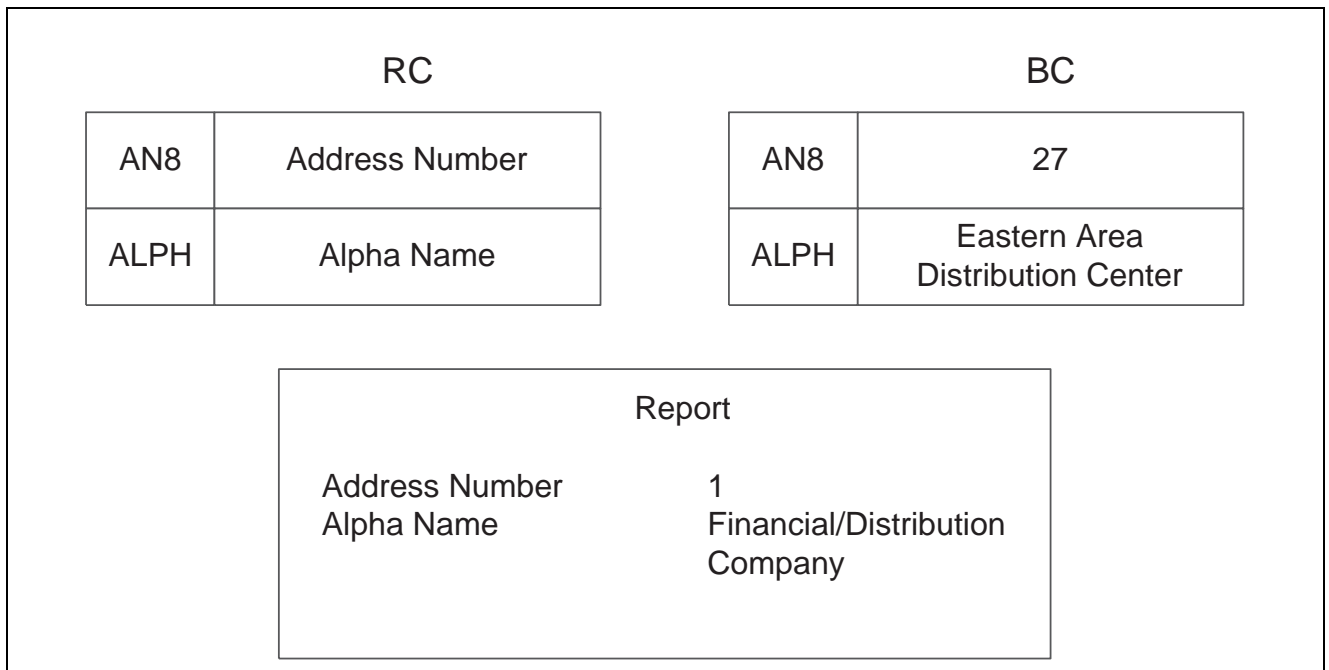 RC
AN8 Address Number
ALPH Alpha Name
BC
AN8 27
ALPH Eastern Area
Distribution Center
Report
Address Number 1
Alpha Name Financial/Distribution
Company